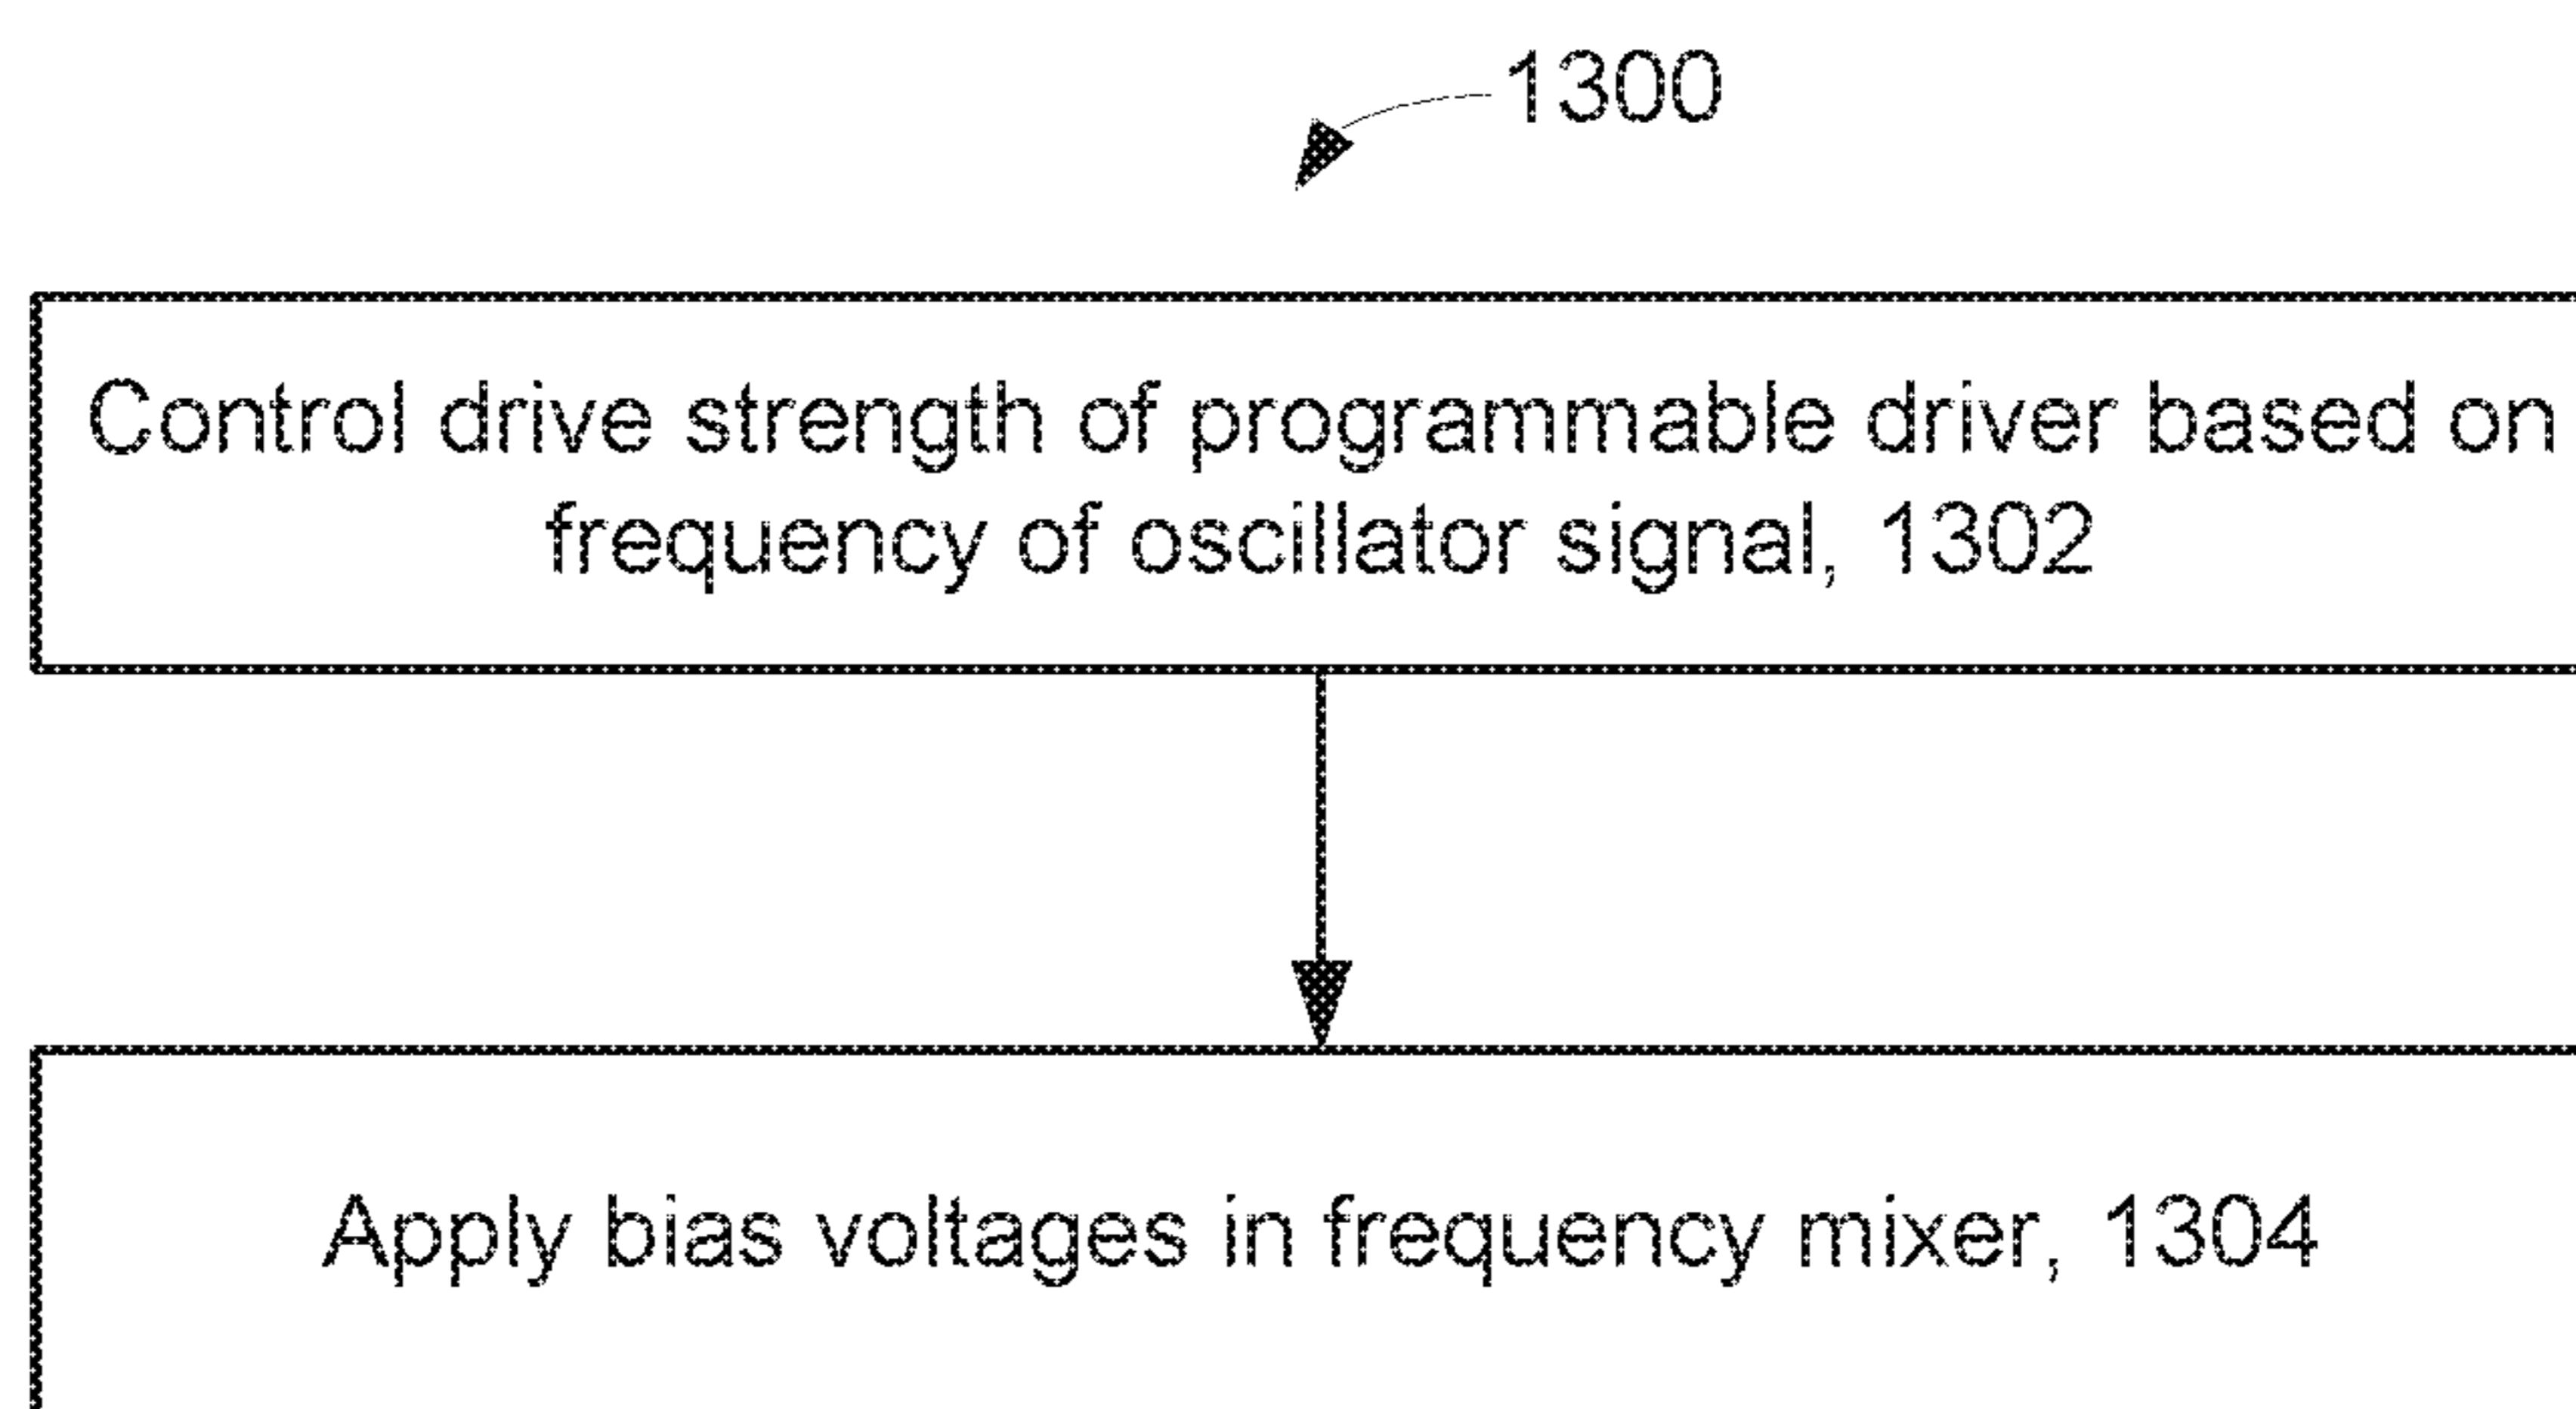 1300
Control drive strength of programmable driver based on
frequency of oscillator signal, 1302
Apply bias voltages in frequency mixer, 1304